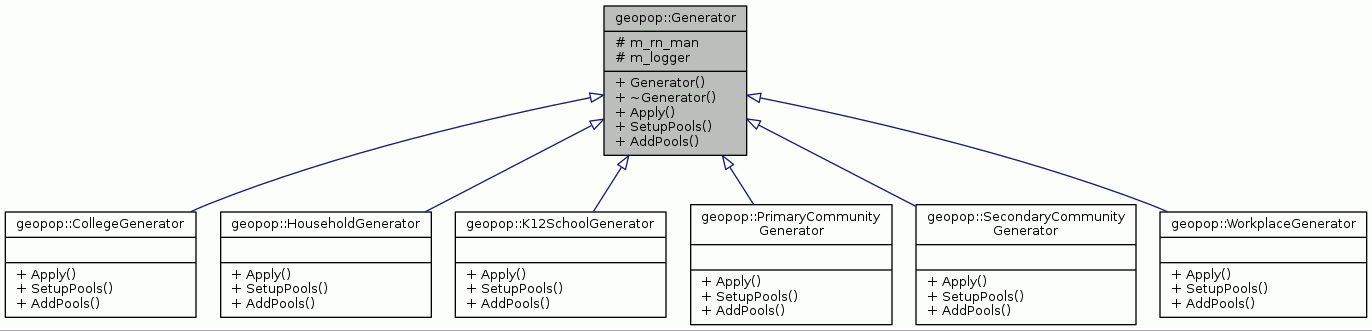 geopop::Generator
# m_rn_man
# m_logger
+ Generator()
+ ~Generator()
+ Apply()
+ SetupPools()
+ AddPools()
geopop::CollegeGenerator
+ Apply()
+ SetupPools()
+ AddPools()
geopop::HouseholdGenerator
+ Apply()
+ SetupPools()
+ AddPools()
geopop::K12SchoolGenerator
+ Apply()
+ SetupPools()
+ AddPools()
geopop::PrimaryCommunity
Generator
+ Apply()
+ SetupPools()
+ AddPools()
geopop::SecondaryCommunity
Generator
+ Apply()
+ SetupPools()
+ AddPools()
geopop::WorkplaceGenerator
+ Apply()
+ SetupPools()
+ AddPools()